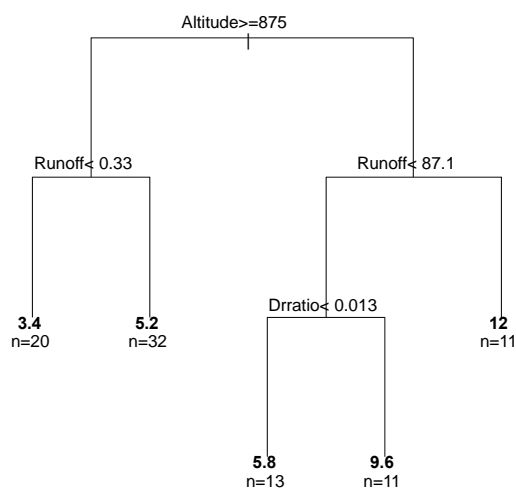 Altitude>=875
Runoff< 0.33
Runoff< 87.1
Drratio< 0.013
3.4
n=20
5.2
n=32
12
n=11
5.8
n=13
9.6
n=11